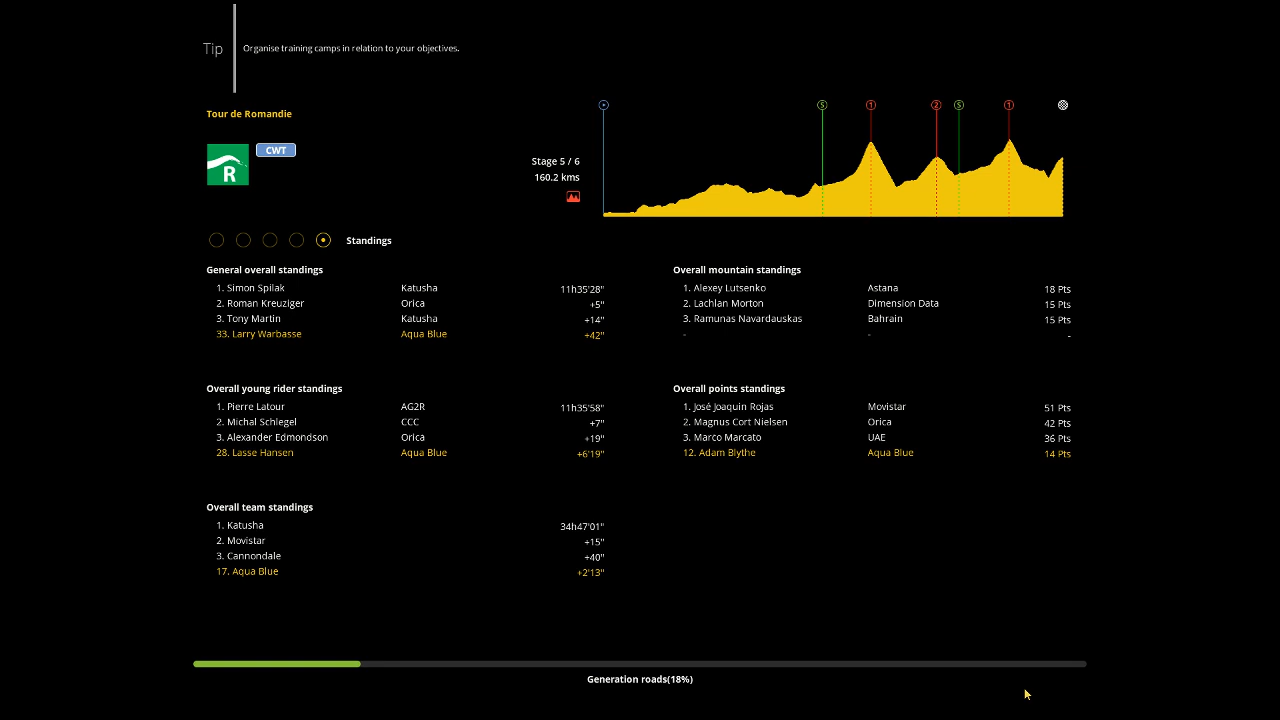 Tip
Organise training camps in relation to your objectives.
Tour de Romandie
R
CWT
Stage 5 / 6
160.2 kms
S 1 2 S 1
Standings
General overall standings
1. Simon Spilak Katusha 11h35'28"
2. Roman Kreuziger Orica +5"
3. Tony Martin Katusha +14"
33. Larry Warbasse Aqua Blue +42"
Overall mountain standings
1. Alexey Lutsenko Astana 18 Pts
2. Lachlan Morton Dimension Data 15 Pts
3. Ramunas Navardauskas Bahrain 15 Pts
- - -
Overall young rider standings
1. Pierre Latour AG2R 11h35'58"
2. Michal Schlegel CCC +7"
3. Alexander Edmondson Orica +19"
28. Lasse Hansen Aqua Blue +6'19"
Overall points standings
1. José Joaquin Rojas Movistar 51 Pts
2. Magnus Cort Nielsen Orica 42 Pts
3. Marco Marcato UAE 36 Pts
12. Adam Blythe Aqua Blue 14 Pts
Overall team standings
1. Katusha 34h47'01"
2. Movistar +15"
3. Cannondale +40"
17. Aqua Blue +2'13"
Generation roads(18%)